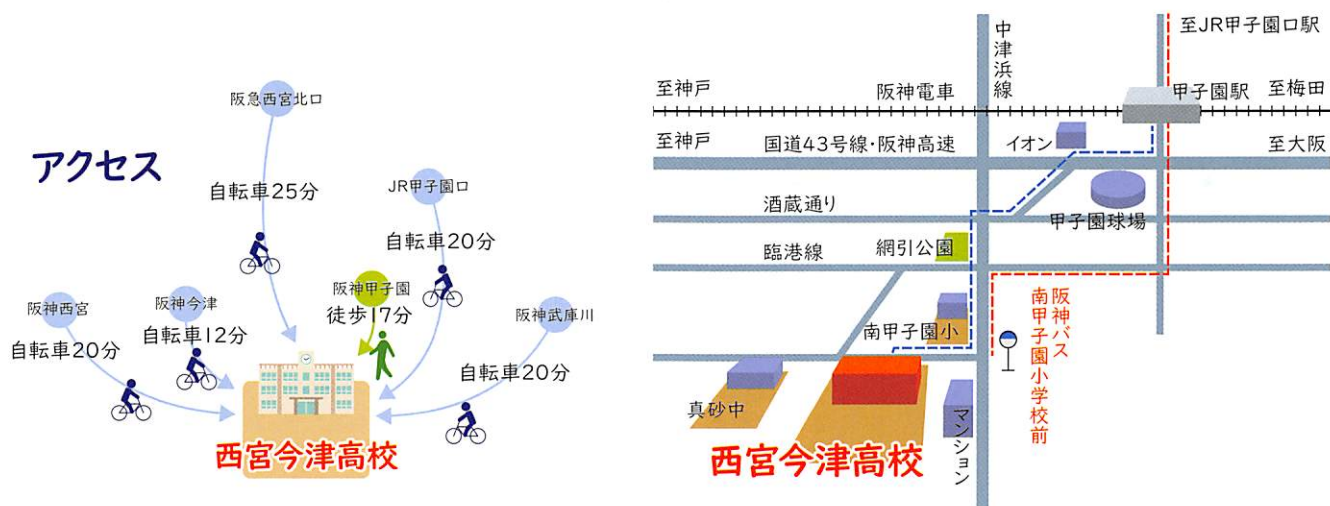 アクセス
阪急西宮北口
自転車25分
JR甲子園口
自転車20分
阪神甲子園
徒歩17分
阪神西宮
自転車20分
阪神今津
自転車12分
阪神武庫川
自転車20分
西宮今津高校
中津浜線
至JR甲子園口駅
至神戸
阪神電車
甲子園駅
至梅田
至神戸
国道43号線・阪神高速
イオン
至大阪
酒蔵通り
甲子園球場
臨港線
網引公園
南甲子園小
阪神バス
南甲子園小学校前
真砂中
マンション
西宮今津高校